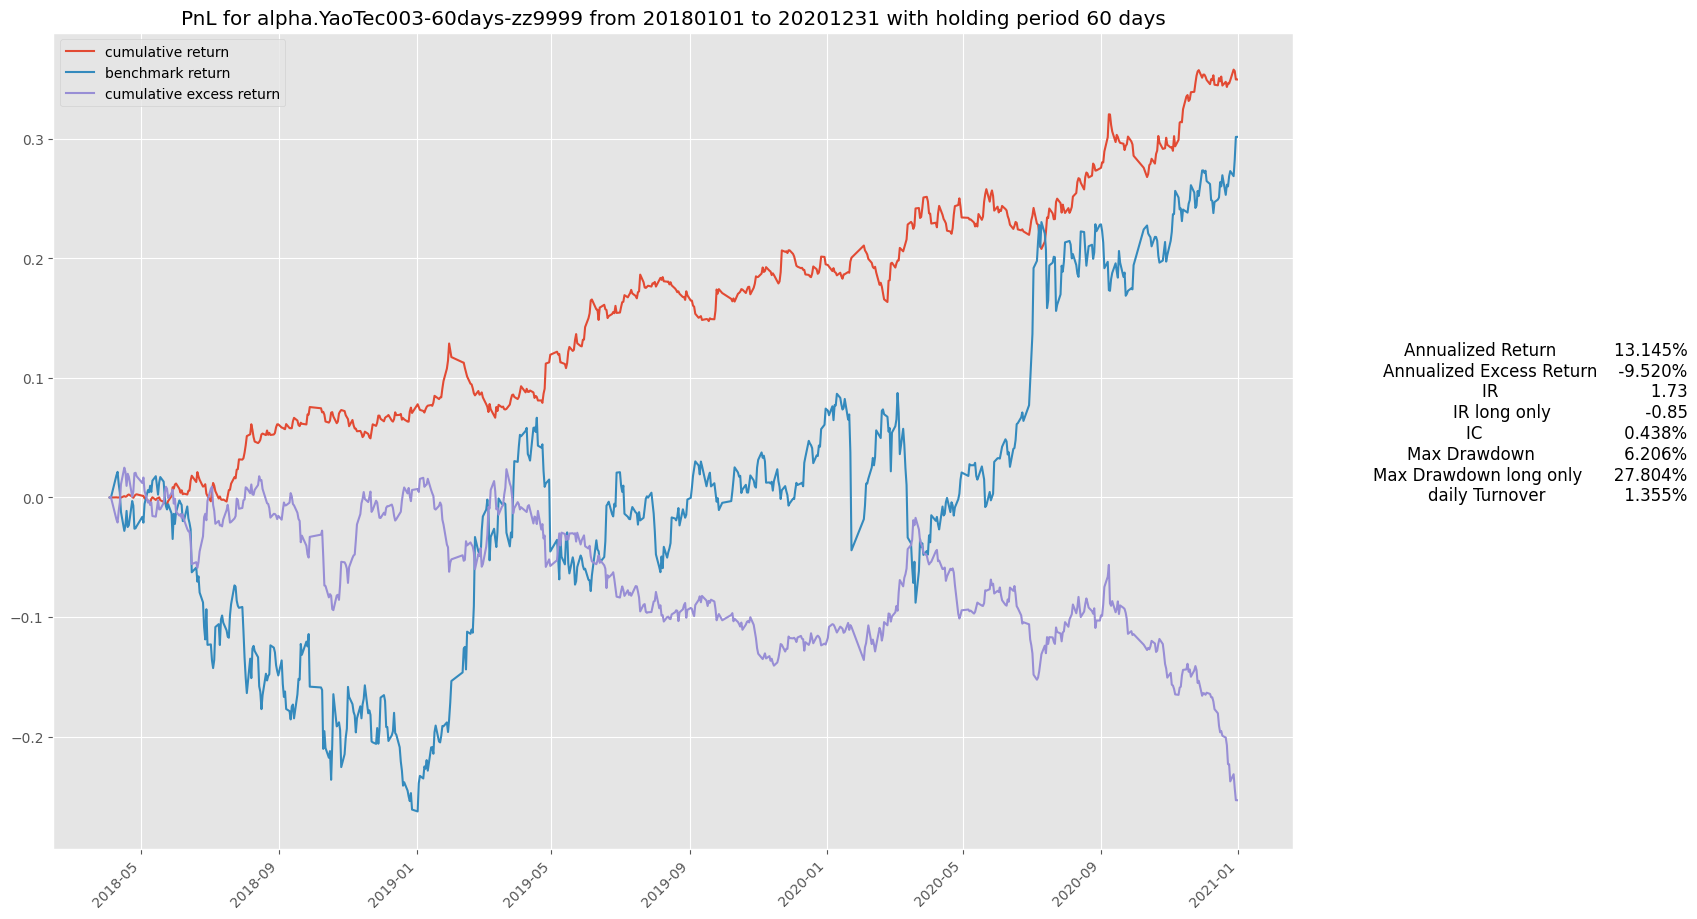 PnL for alpha.YaoTec003-60days-zz9999 from 20180101 to 20201231 with holding period 60 days
cumulative return
benchmark return
cumulative excess return
0.3
0.2
0.1
0.0
−0.1
−0.2
2018-05
2018-09
2019-01
2019-05
2019-09
2020-01
2020-05
2020-09
2021-01
Annualized Return 13.145%
Annualized Excess Return -9.520%
IR 1.73
IR long only -0.85
IC 0.438%
Max Drawdown 6.206%
Max Drawdown long only 27.804%
daily Turnover 1.355%